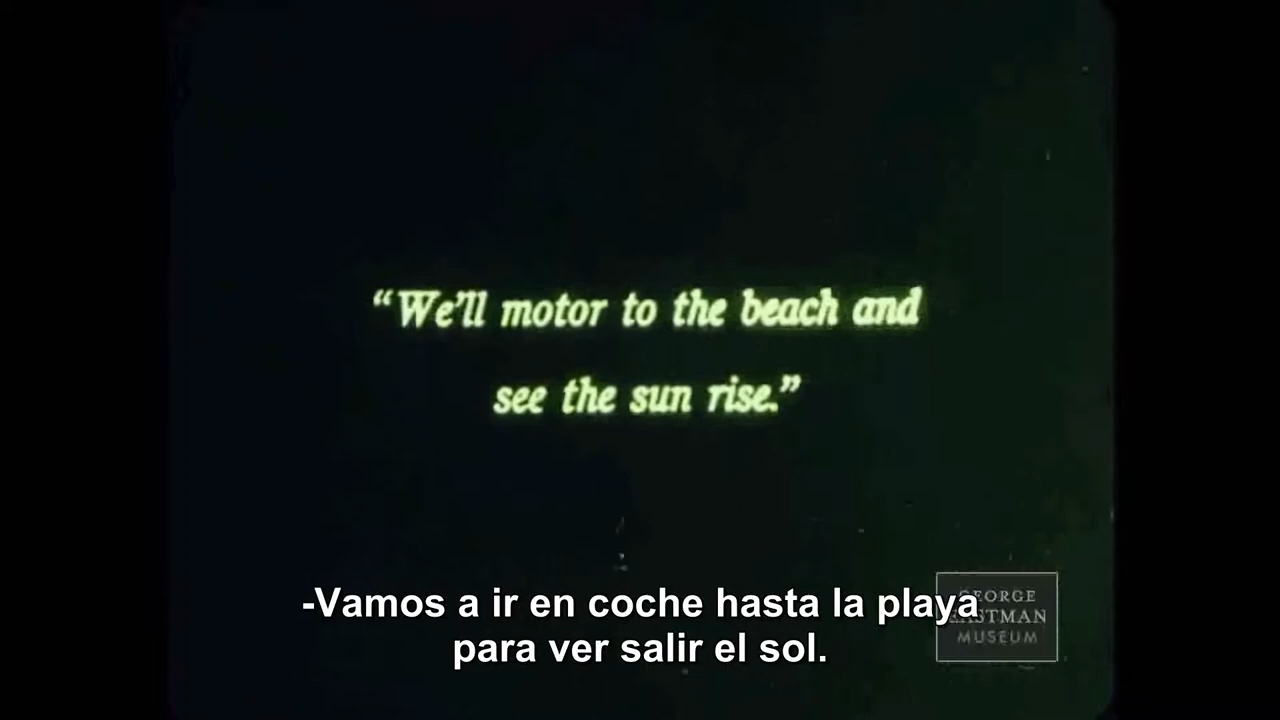 “We’ll motor to the beach and
see the sun rise.”
-Vamos a ir en coche hasta la playa
para ver salir el sol.
GEORGE
EASTMAN
MUSEUM